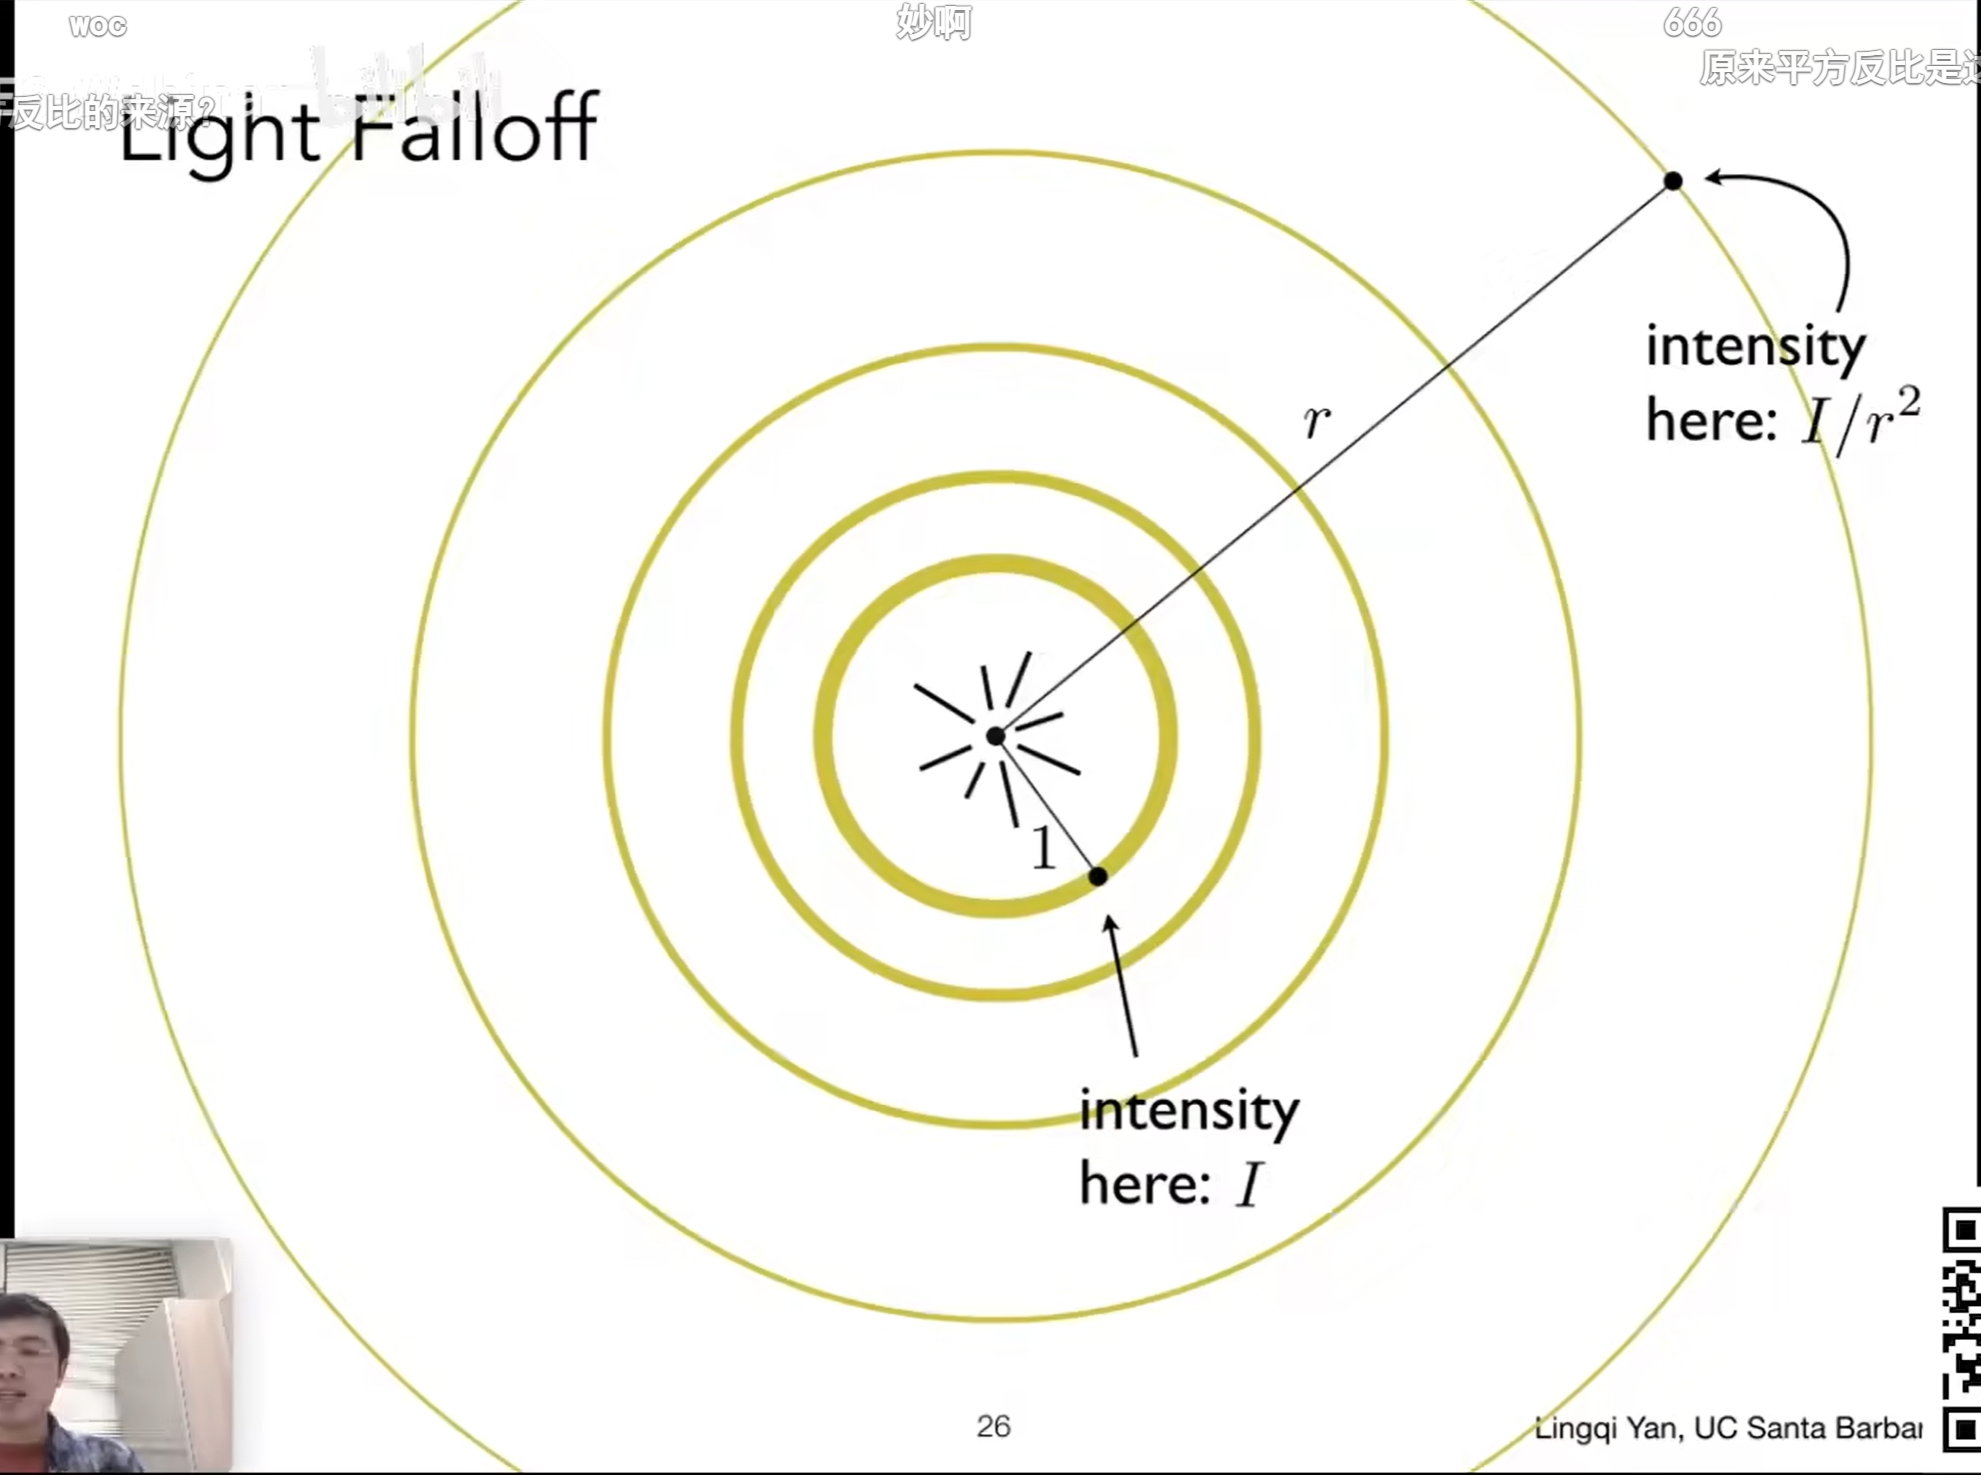 woc
妙啊
666
原来平方反比是
反比的来源?
Light Falloff
r
intensity
here: I/r²
1
intensity
here: I
26
Lingqi Yan, UC Santa Barbar